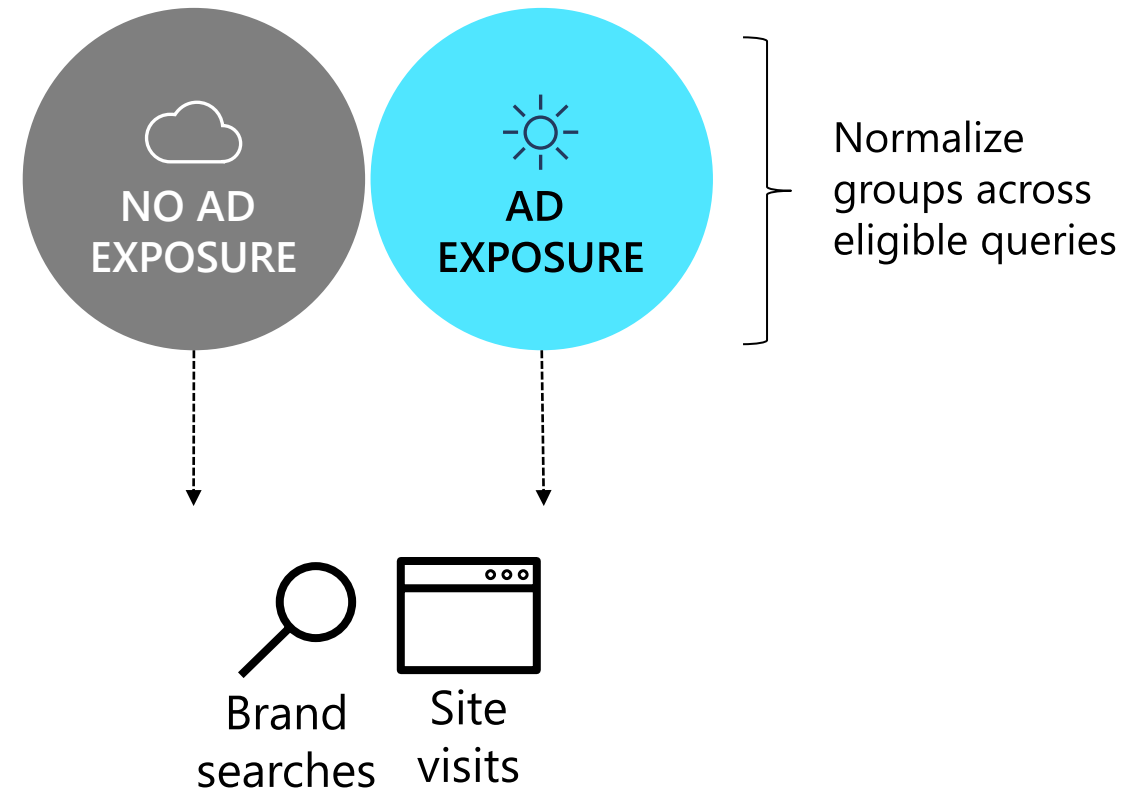 NO AD
EXPOSURE
AD
EXPOSURE
Normalize
groups across
eligible queries
Brand
searches
Site
visits